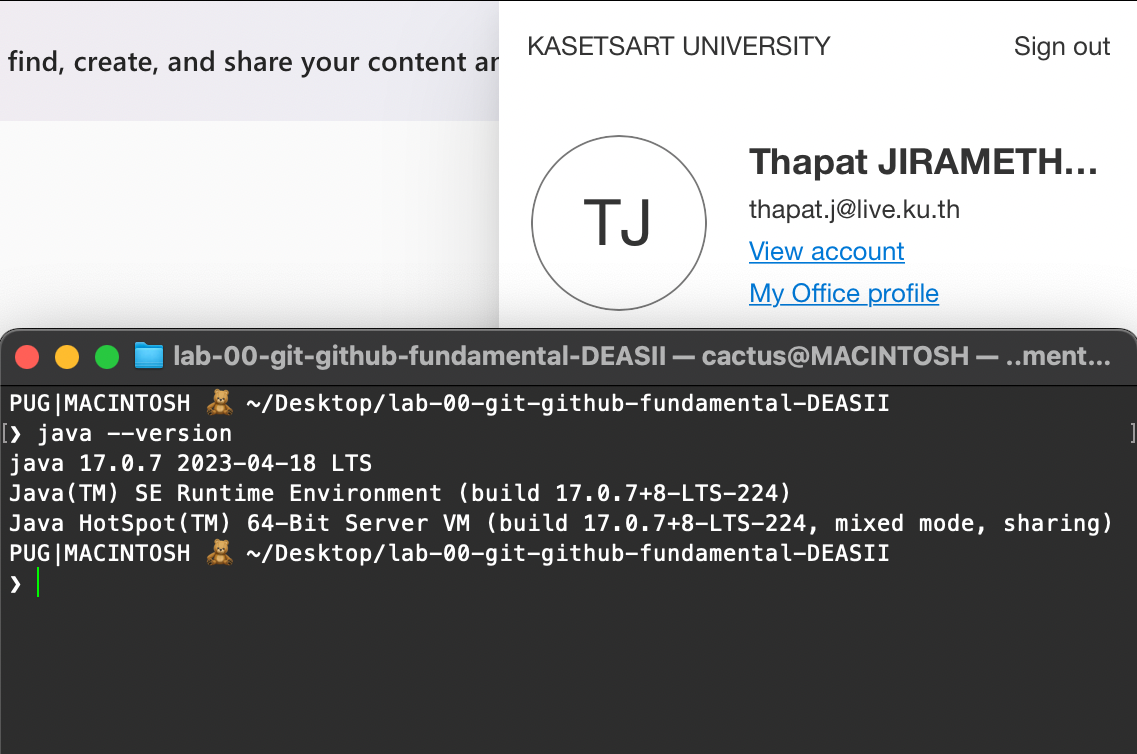 find, create, and share your content an
KASETSART UNIVERSITY
Sign out
TJ
Thapat JIRAMETH...
thapat.j@live.ku.th
View account
My Office profile
lab-00-git-github-fundamental-DEASII — cactus@MACINTOSH — ..ment...
PUG|MACINTOSH 🧸 ~/Desktop/lab-00-git-github-fundamental-DEASII
[❯ java --version ]
java 17.0.7 2023-04-18 LTS
Java(TM) SE Runtime Environment (build 17.0.7+8-LTS-224)
Java HotSpot(TM) 64-Bit Server VM (build 17.0.7+8-LTS-224, mixed mode, sharing)
PUG|MACINTOSH 🧸 ~/Desktop/lab-00-git-github-fundamental-DEASII
❯